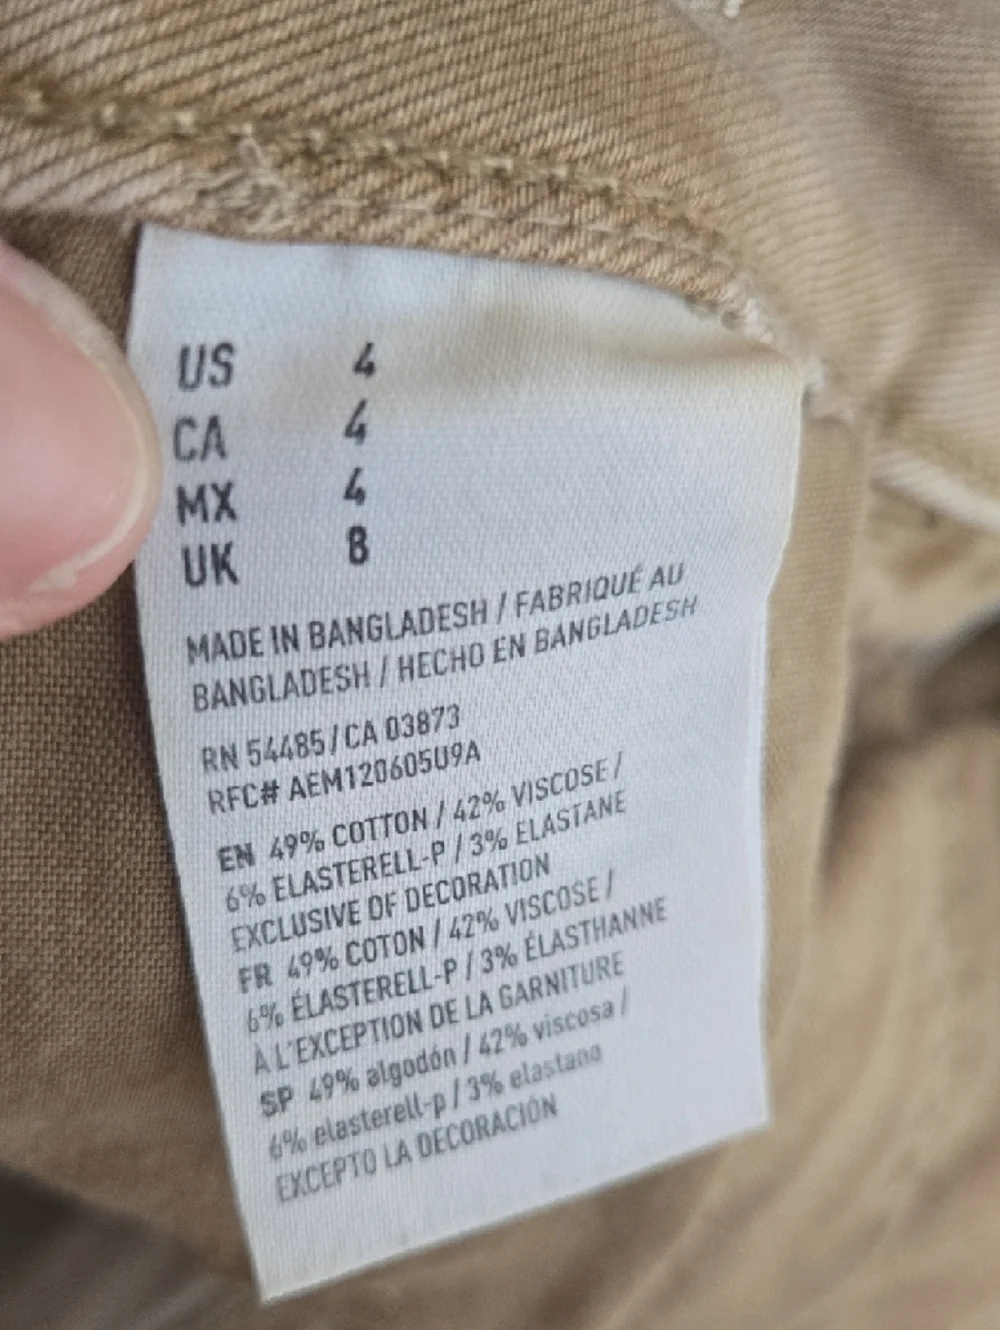 US 4
CA 4
MX 4
UK 8
MADE IN BANGLADESH / FABRIQUÉ AU
BANGLADESH / HECHO EN BANGLADESH
RN 54485 / CA 03873
RFC# AEM120605U9A
EN 49% COTTON / 42% VISCOSE /
6% ELASTERELL-P / 3% ELASTANE
EXCLUSIVE OF DECORATION
FR 49% COTON / 42% VISCOSE /
6% ÉLASTERELL-P / 3% ÉLASTHANNE
À L'EXCEPTION DE LA GARNITURE
SP 49% algodón / 42% viscosa /
6% elasterell-p / 3% elastano
EXCEPTO LA DECORACIÓN